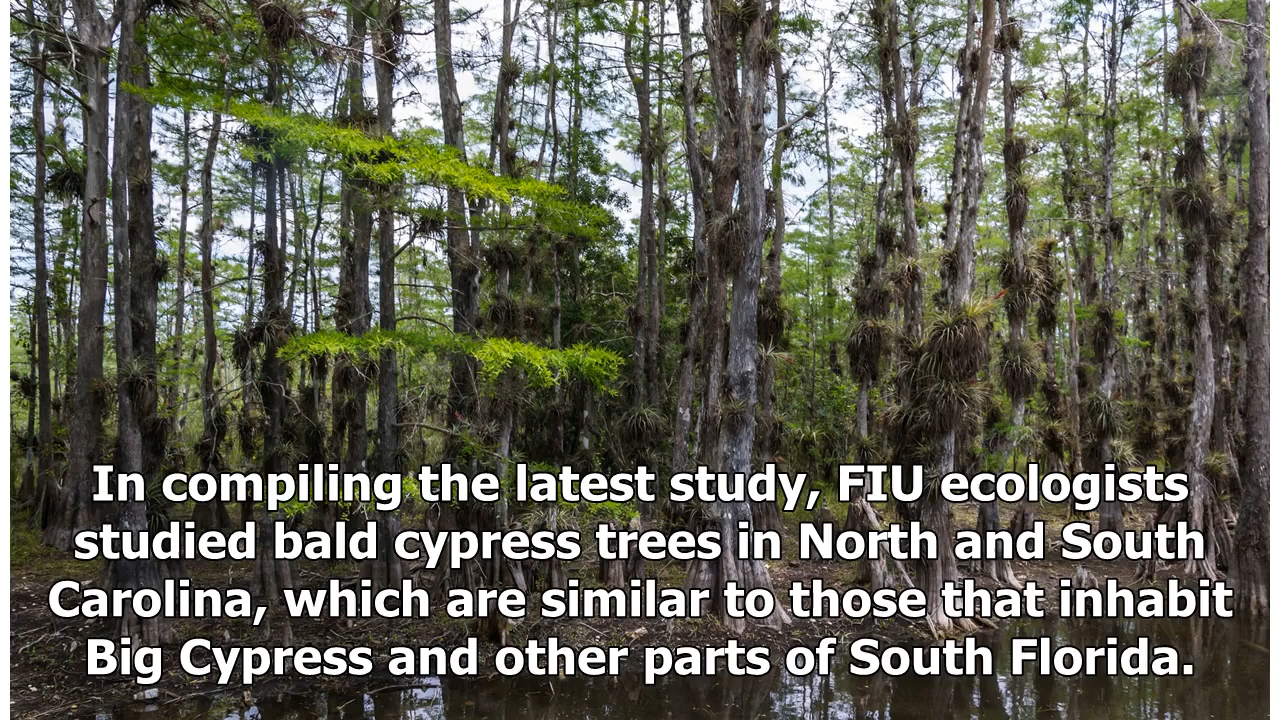 In compiling the latest study, FIU ecologists
studied bald cypress trees in North and South
Carolina, which are similar to those that inhabit
Big Cypress and other parts of South Florida.